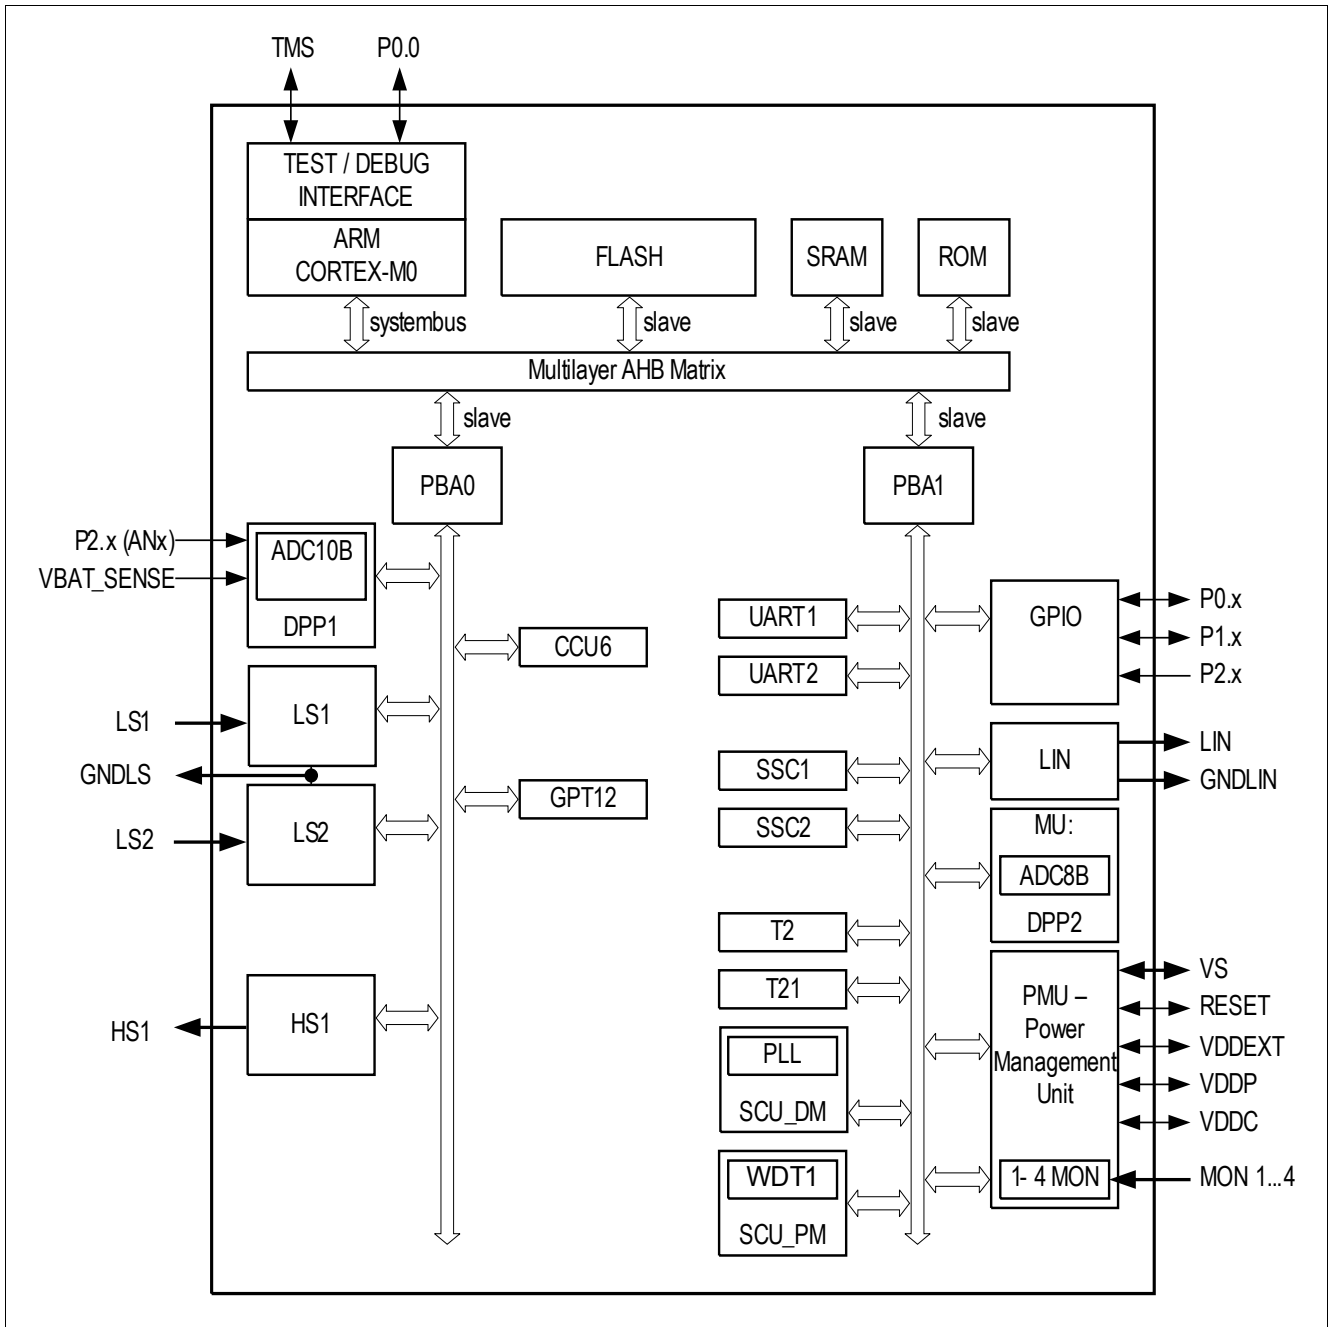 TMS
P0.0
TEST / DEBUG
INTERFACE
ARM
CORTEX-M0
FLASH
SRAM
ROM
systembus
slave
slave
slave
Multilayer AHB Matrix
slave
slave
PBA0
PBA1
P2.x (ANx)
VBAT_SENSE
ADC10B
DPP1
CCU6
LS1
LS1
GNDLS
GPT12
LS2
LS2
HS1
HS1
UART1
UART2
SSC1
SSC2
T2
T21
PLL
SCU_DM
WDT1
SCU_PM
GPIO
P0.x
P1.x
P2.x
LIN
LIN
GNDLIN
MU:
ADC8B
DPP2
PMU –
Power
Management
Unit
VS
RESET
VDDEXT
VDDP
VDDC
1- 4 MON
MON 1...4